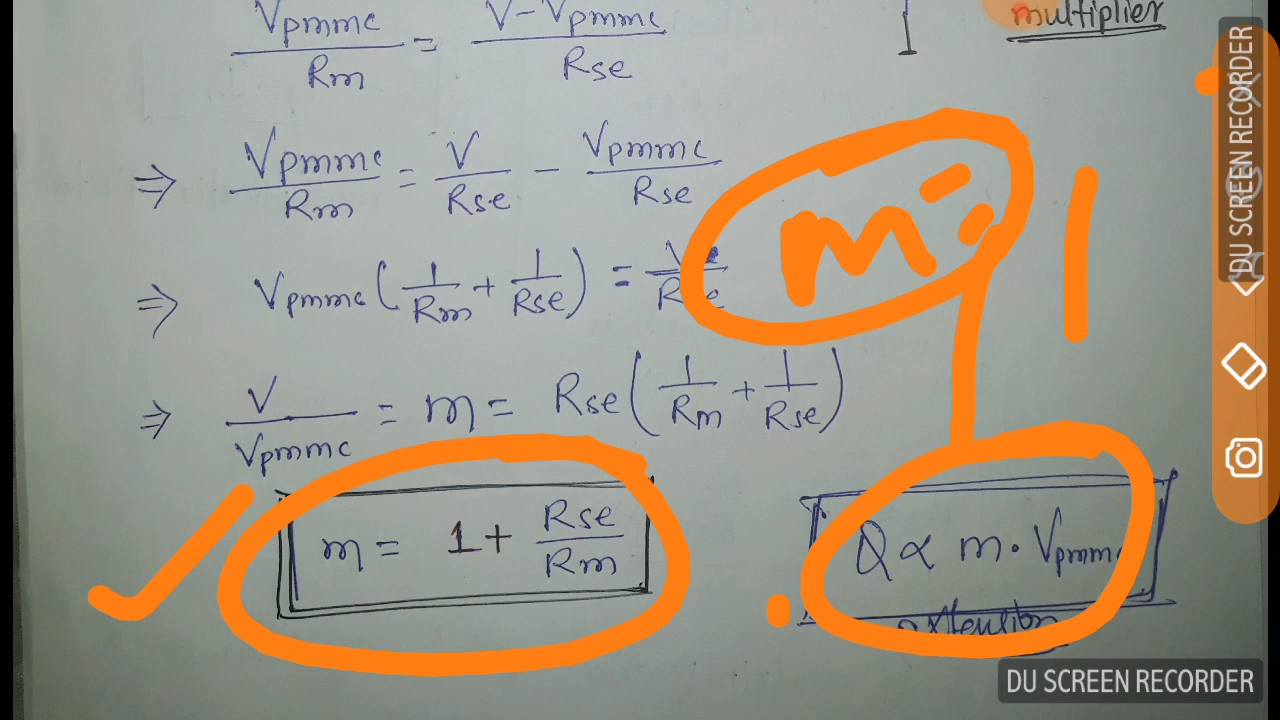 Vpmmc/Rm = V-Vpmmc/Rse
multiplier
⇒ Vpmmc/Rm = V/Rse - Vpmmc/Rse
⇒ Vpmmc(1/Rm + 1/Rse) = V/Rse
m=
⇒ V/Vpmmc = m = Rse(1/Rm + 1/Rse)
m = 1+ Rse/Rm
θ ∝ m. Vpmmc
extension
DU SCREEN RECORDER
DU SCREEN RECORDER